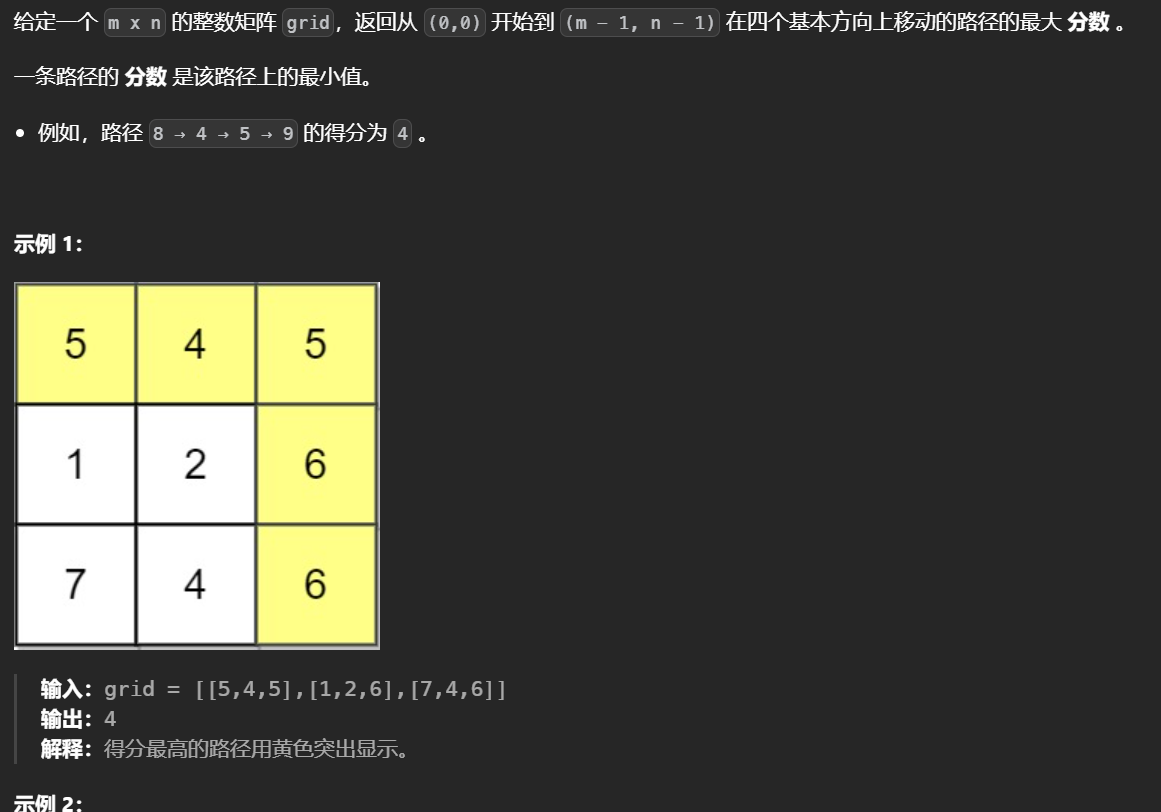 给定一个 m x n 的整数矩阵 grid，返回从 (0,0) 开始到 (m - 1, n - 1) 在四个基本方向上移动的路径的最大 分数 。
一条路径的 分数 是该路径上的最小值。
• 例如，路径 8 → 4 → 5 → 9 的得分为 4 。
示例 1：
5 4 5
1 2 6
7 4 6
输入：grid = [[5,4,5],[1,2,6],[7,4,6]]
输出：4
解释：得分最高的路径用黄色突出显示。
示例 2：